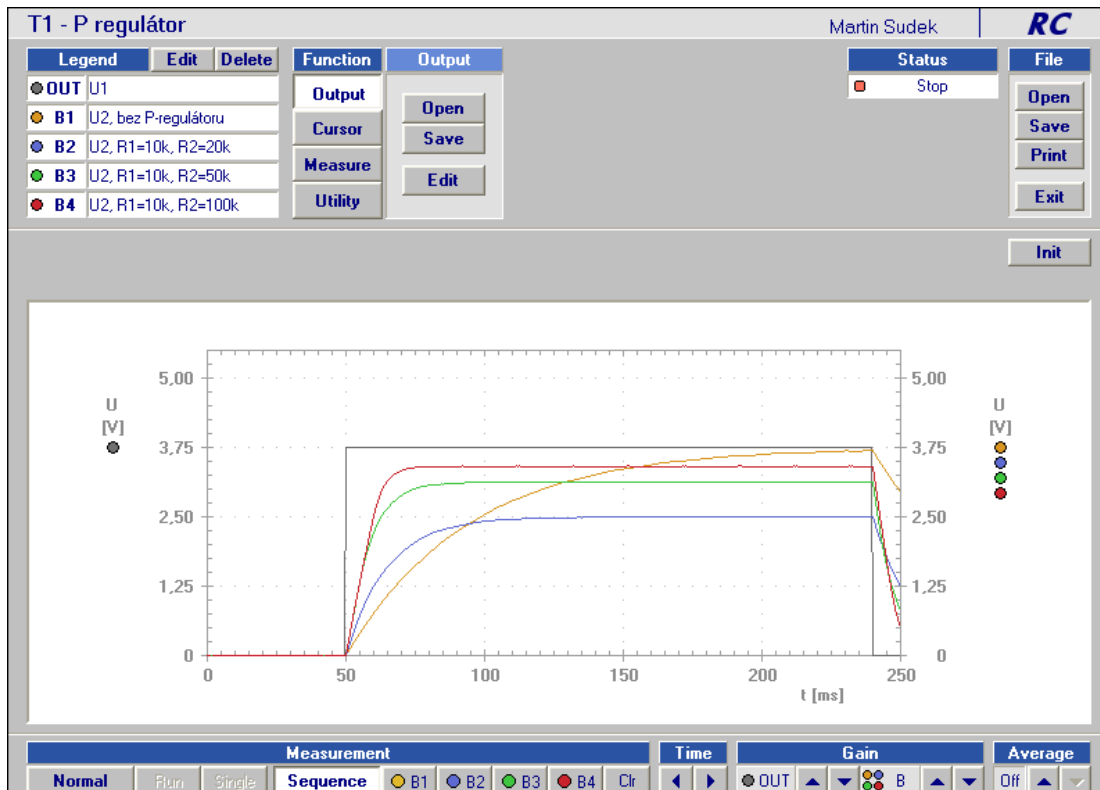 T1 - P regulátor Martin Sudek RC
Legend Edit Delete Function Output Status File
OUT U1 Output Stop
B1 U2, bez P-regulátoru Open Open
B2 U2, R1=10k, R2=20k Cursor Save Save
B3 U2, R1=10k, R2=50k Measure Edit Print
B4 U2, R1=10k, R2=100k Utility Exit
Init
5,00 5,00
U U
[V] [V]
3,75 3,75
2,50 2,50
1,25 1,25
0 0
0 50 100 150 200 250
t [ms]
Measurement Time Gain Average
Normal Run Single Sequence B1 B2 B3 B4 Clr OUT B Off